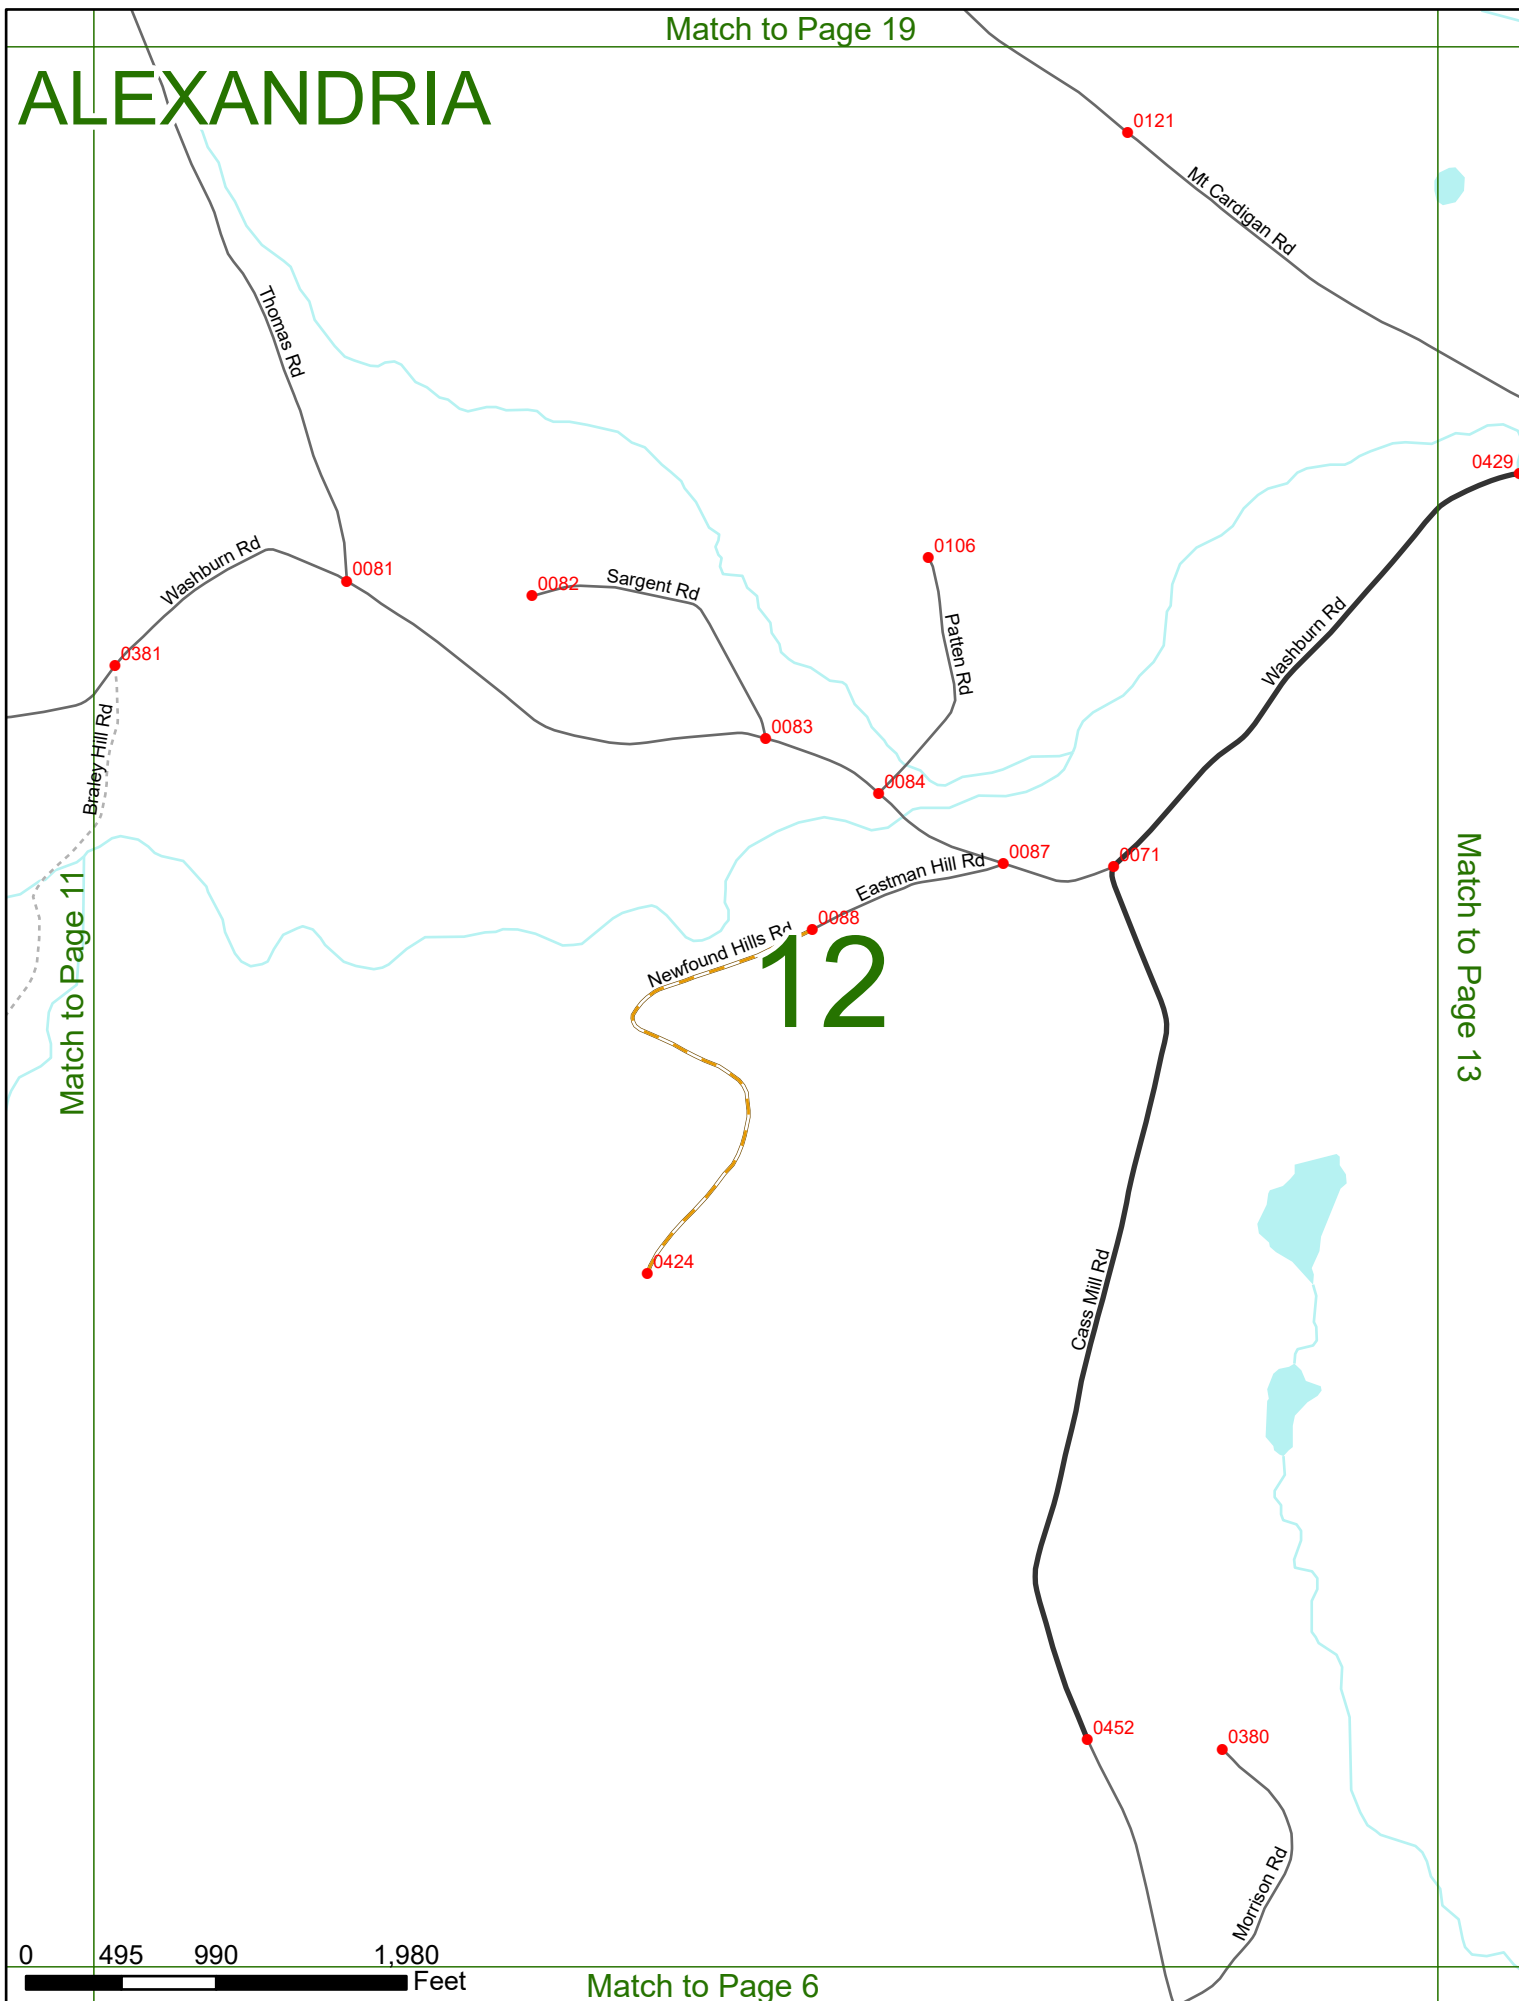 Match to Page 19
ALEXANDRIA
0121
Mt Cardigan Rd
Thomas Rd
0429
Washburn Rd
0081
0082
Sargent Rd
0106
Patten Rd
Washburn Rd
0381
Braley Hill Rd
0083
0084
0087
0071
Eastman Hill Rd
0088
Newfound Hills Rd
12
Match to Page 11
Match to Page 13
0424
Cass Mill Rd
0452
0380
Morrison Rd
0 495 990 1,980
Feet
Match to Page 6